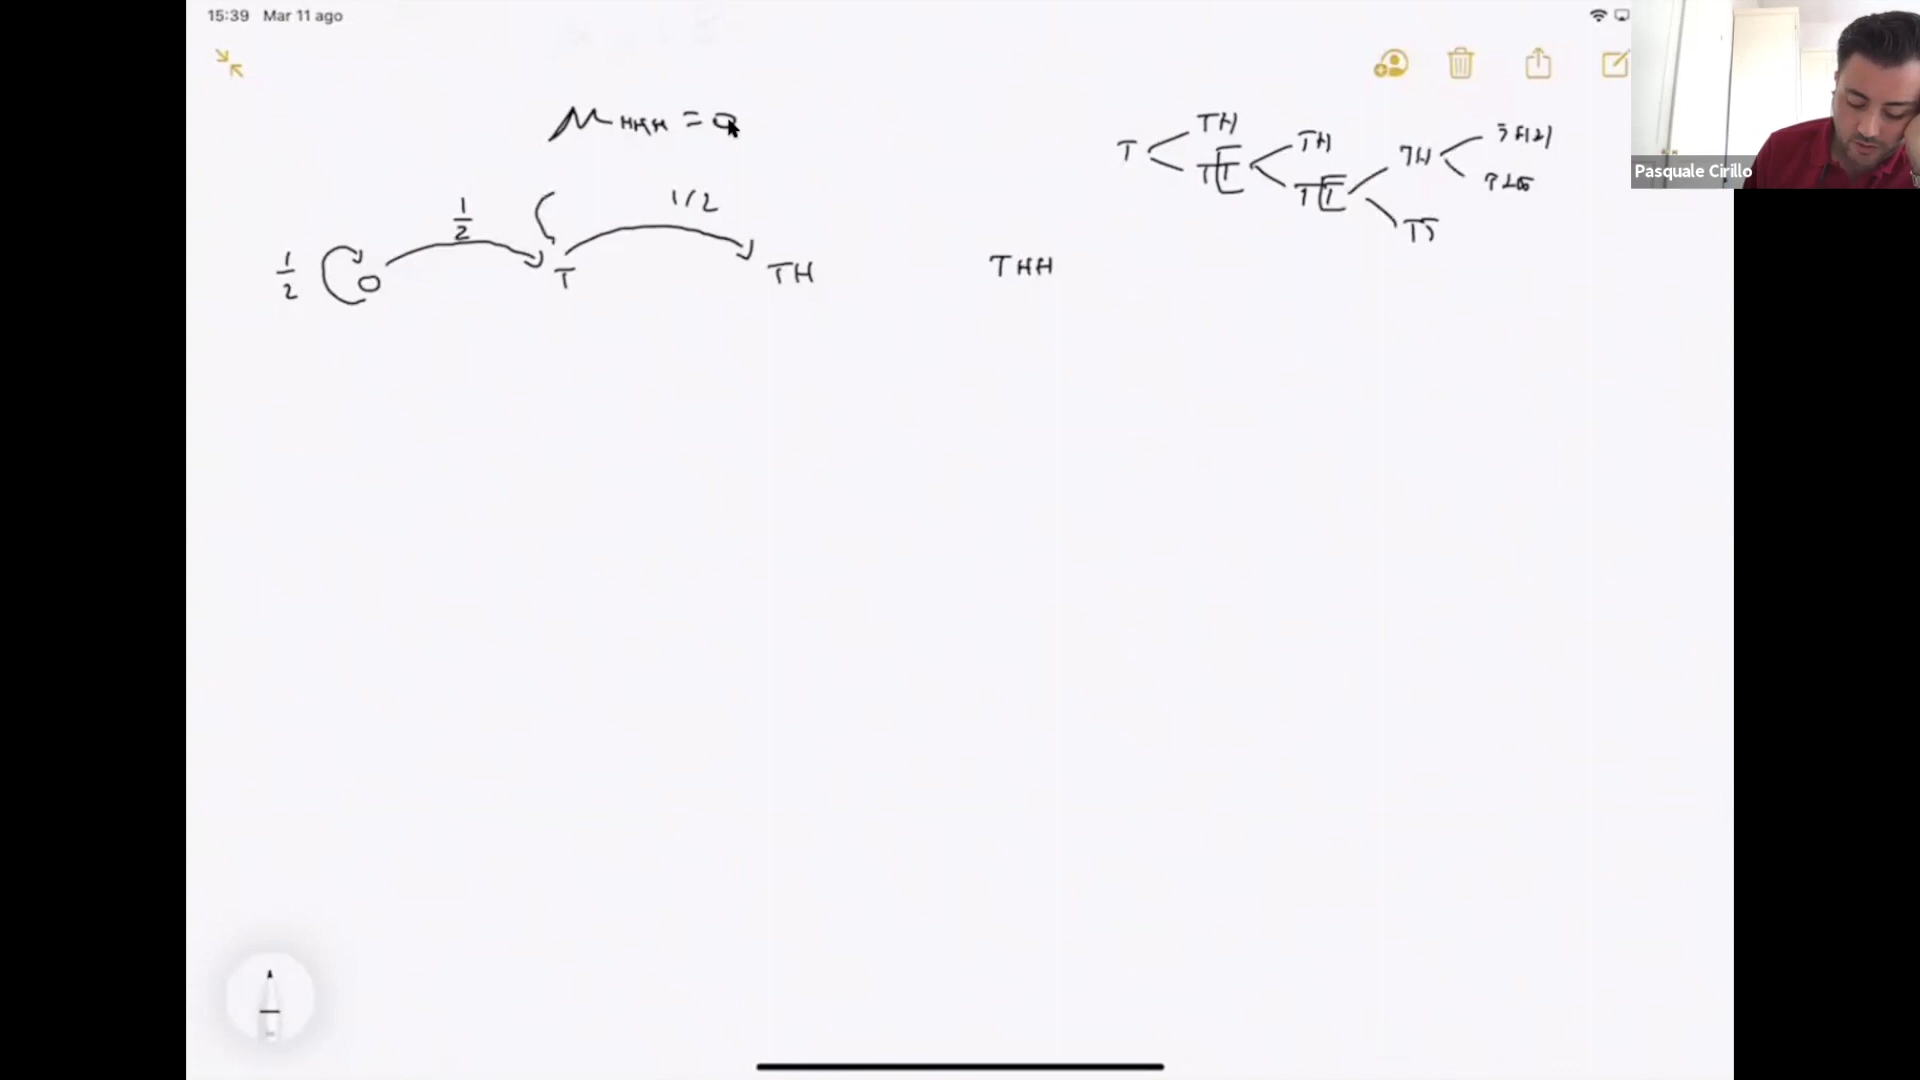 15:39 Mar 11 ago
μHHH = 0
T TH TT TH TT TH TT
1/2 1/2 1/2
0 T TH THH
Pasquale Cirillo